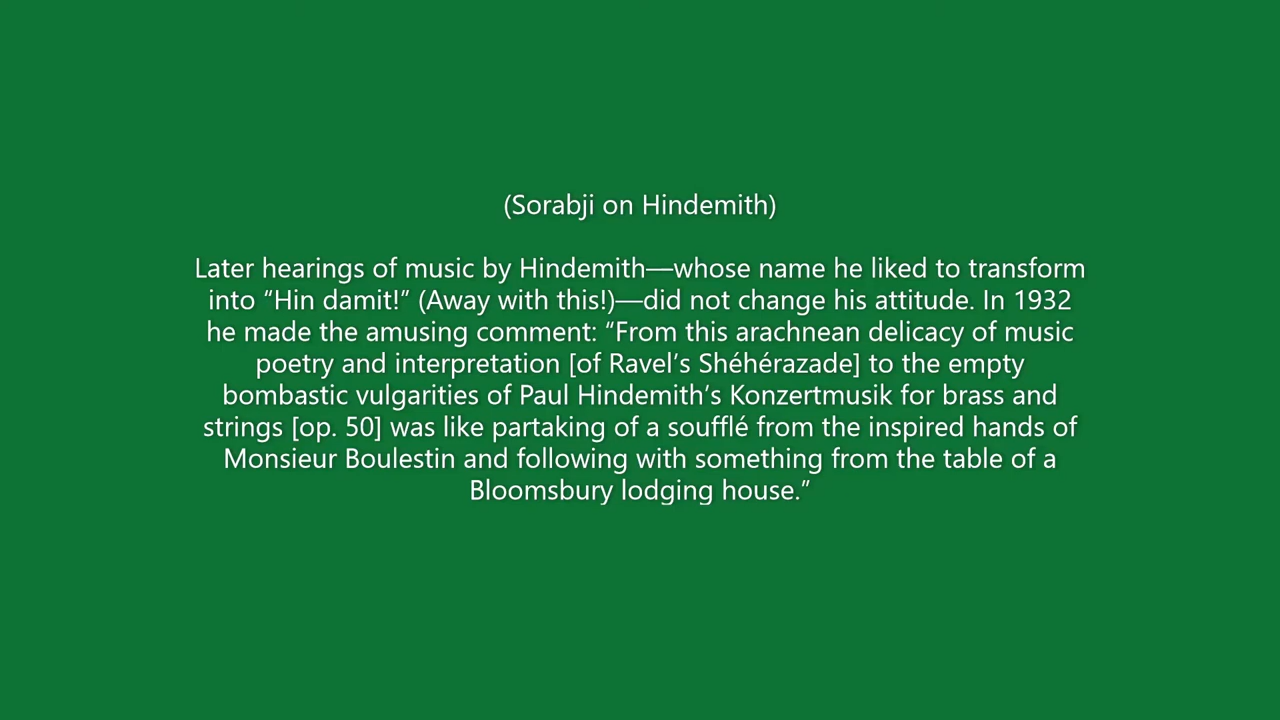 (Sorabji on Hindemith)
Later hearings of music by Hindemith—whose name he liked to transform
into “Hin damit!” (Away with this!)—did not change his attitude. In 1932
he made the amusing comment: “From this arachnean delicacy of music
poetry and interpretation [of Ravel’s Shéhérazade] to the empty
bombastic vulgarities of Paul Hindemith’s Konzertmusik for brass and
strings [op. 50] was like partaking of a soufflé from the inspired hands of
Monsieur Boulestin and following with something from the table of a
Bloomsbury lodging house.”